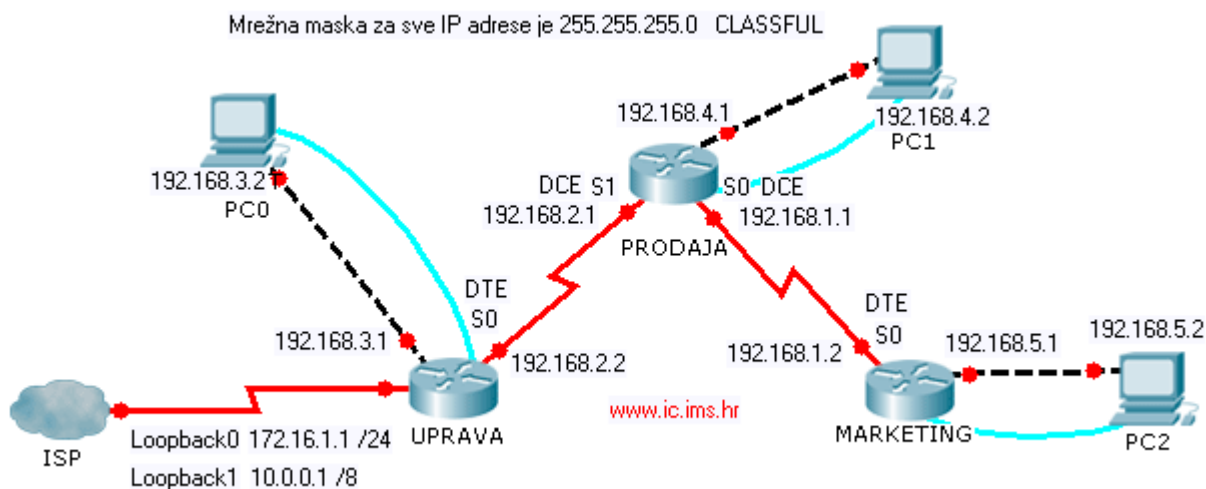 Mrežna maska za sve IP adrese je 255.255.255.0 CLASSFUL
192.168.4.1
192.168.4.2
PC1
192.168.3.2
PC0
DCE S1
S0 DCE
192.168.2.1
192.168.1.1
PRODAJA
DTE
S0
DTE
S0
192.168.3.1
192.168.2.2
192.168.1.2
192.168.5.1
192.168.5.2
www.ic.ims.hr
ISP
Loopback0 172.16.1.1 /24
UPRAVA
MARKETING
PC2
Loopback1 10.0.0.1 /8